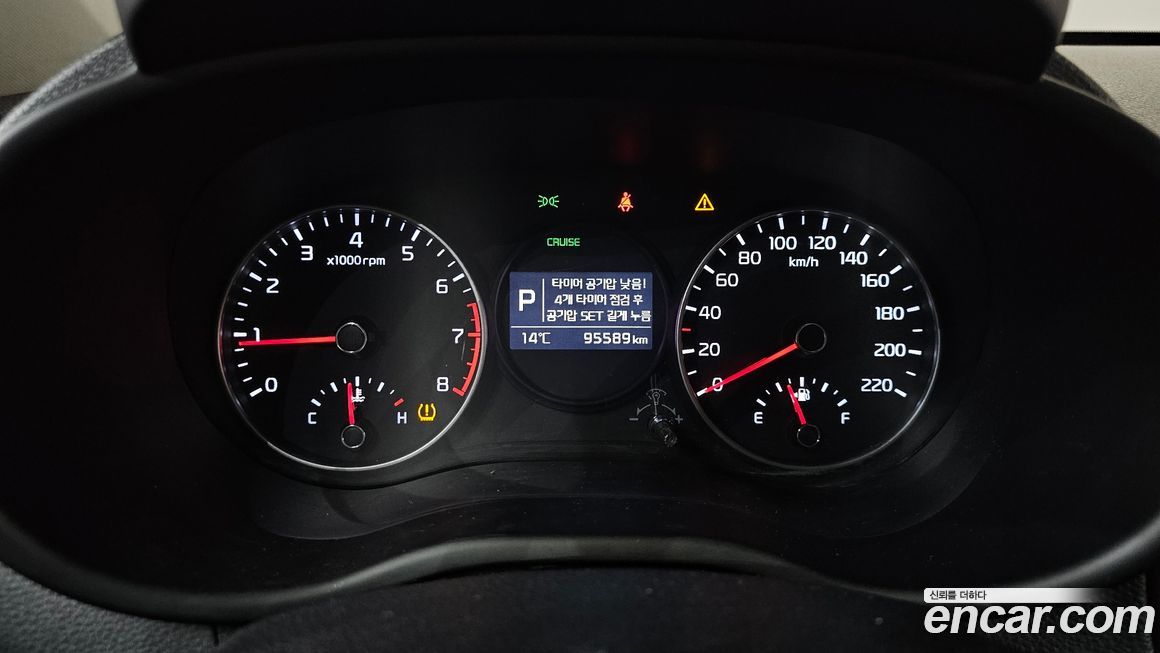 0
1
2
3
4
5
6
7
8
x1000rpm
C
H
CRUISE
P
타이어 공기압 낮음!
4개 타이어 점검 후
공기압 SET 길게 누름
14℃
95589 km
0
20
40
60
80
100
120
140
160
180
200
220
km/h
E
F
신뢰를 더하다
encar.com